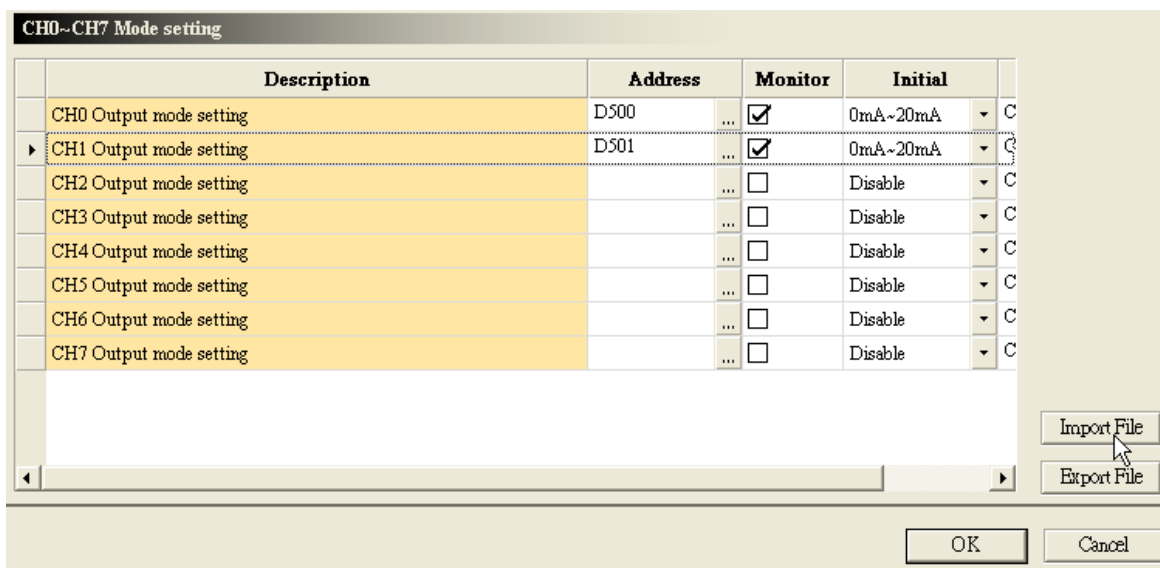 CH0~CH7 Mode setting
Description Address Monitor Initial
CH0 Output mode setting D500 ... 0mA~20mA C
CH1 Output mode setting D501 ... 0mA~20mA C
CH2 Output mode setting ... Disable C
CH3 Output mode setting ... Disable C
CH4 Output mode setting ... Disable C
CH5 Output mode setting ... Disable C
CH6 Output mode setting ... Disable C
CH7 Output mode setting ... Disable C
Import File
Export File
OK Cancel